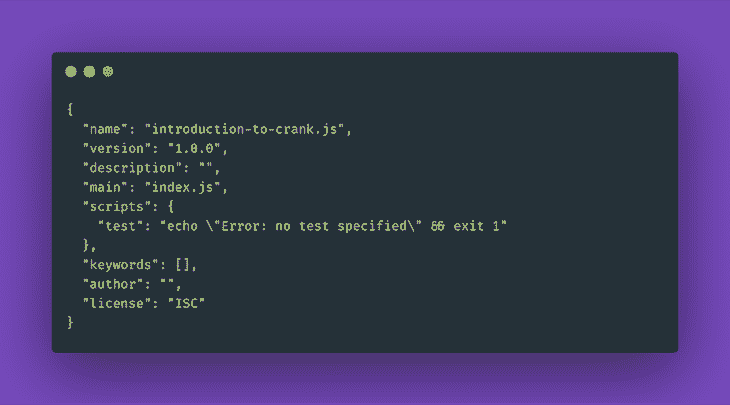 {
  "name": "introduction-to-crank.js",
  "version": "1.0.0",
  "description": "",
  "main": "index.js",
  "scripts": {
    "test": "echo \"Error: no test specified\" && exit 1"
  },
  "keywords": [],
  "author": "",
  "license": "ISC"
}